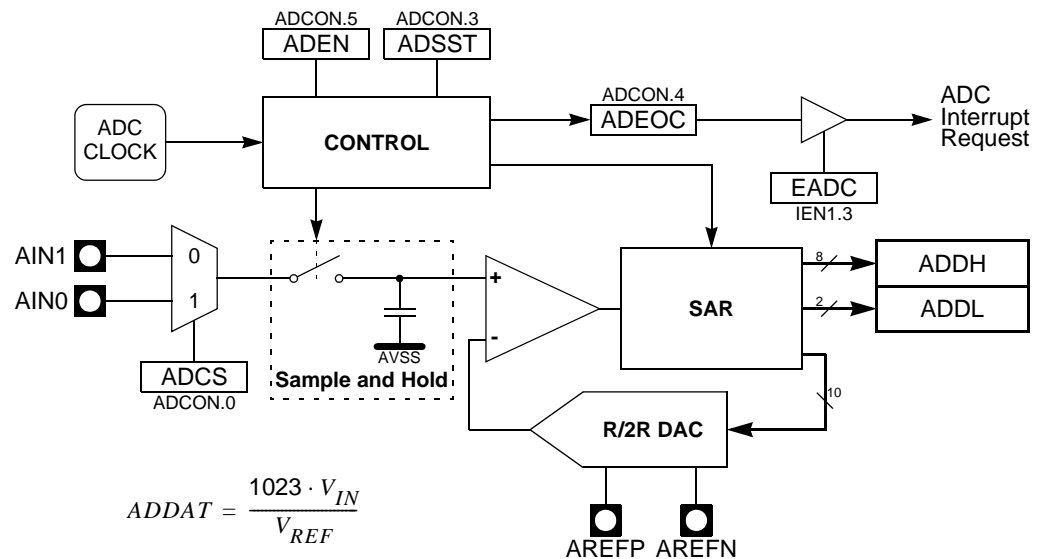 ADCON.5
ADEN
ADCON.3
ADSST
ADC
CLOCK
CONTROL
ADCON.4
ADEOC
ADC
Interrupt
Request
EADC
IEN1.3
AIN1
AIN0
0
1
ADCS
ADCON.0
AVSS
Sample and Hold
+
-
SAR
8
ADDH
2
ADDL
10
R/2R DAC
AREFP
AREFN
ADDAT = 1023 · V_IN / V_REF